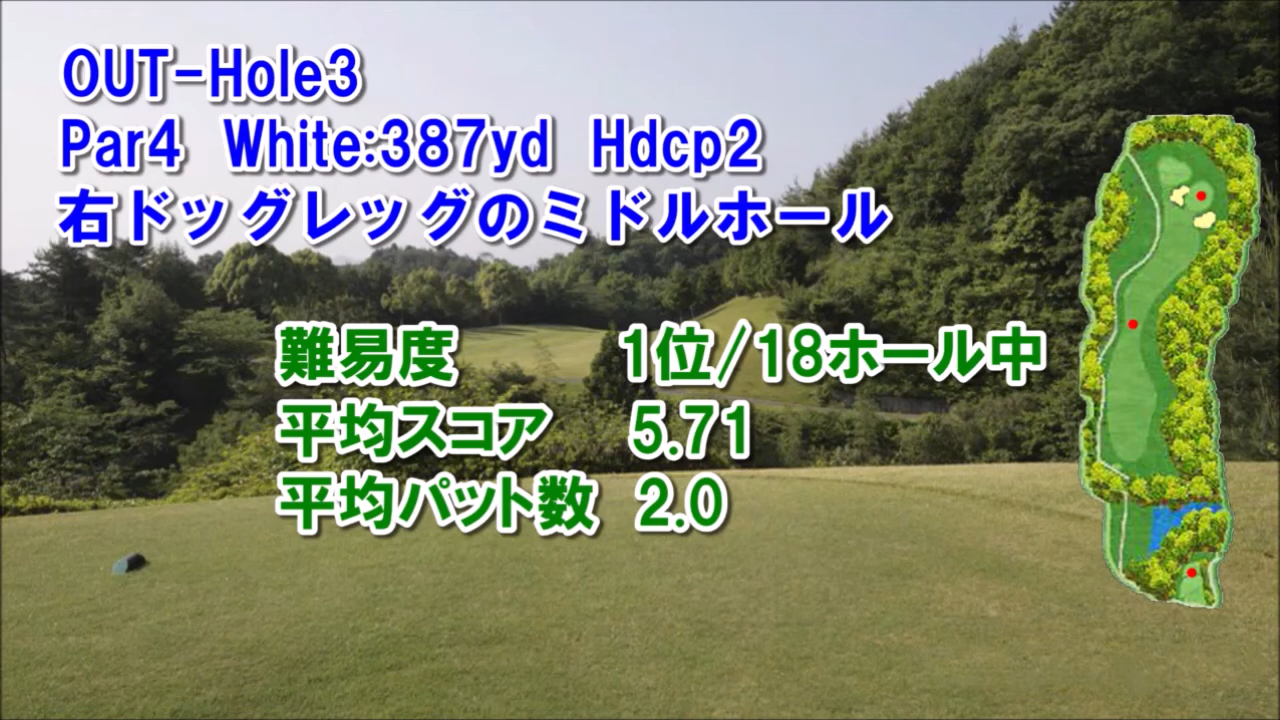 OUT-Hole3
Par4 White:387yd Hdcp2
右ドッグレッグのミドルホール
難易度 1位/18ホール中
平均スコア 5.71
平均パット数 2.0